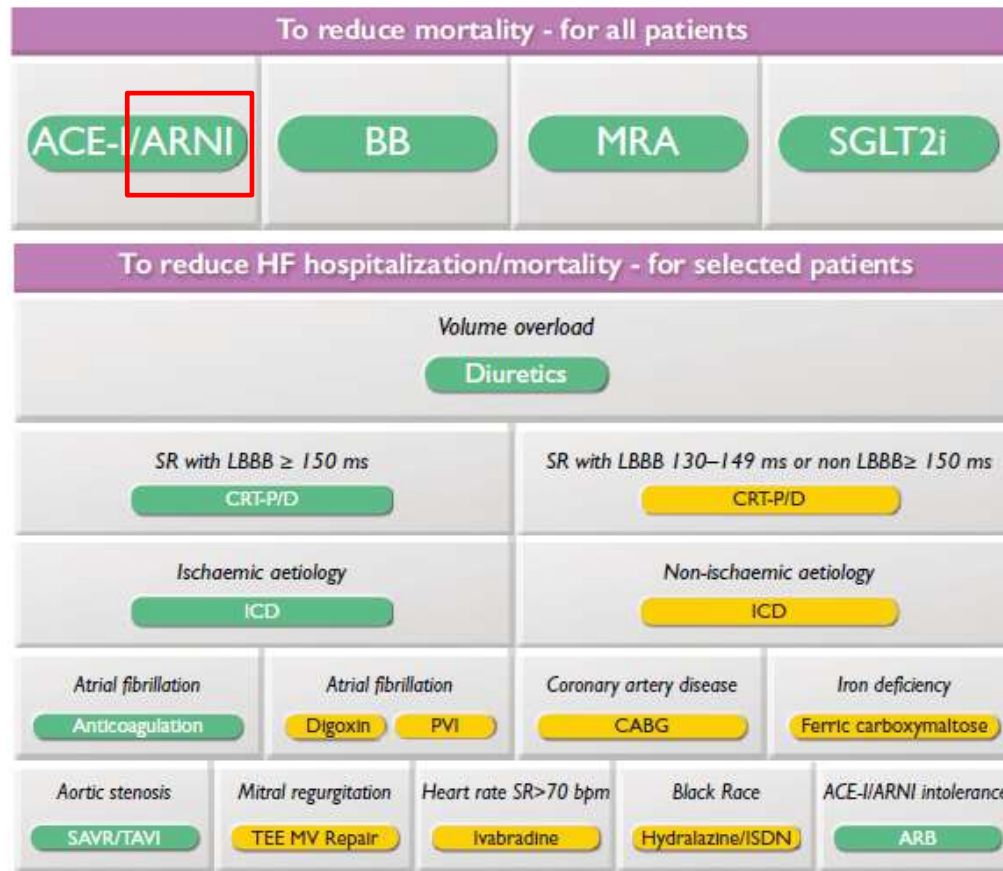 To reduce mortality - for all patients
ACE-I/ARNI
BB
MRA
SGLT2i
To reduce HF hospitalization/mortality - for selected patients
Volume overload
Diuretics
SR with LBBB ≥ 150 ms
CRT-P/D
SR with LBBB 130–149 ms or non LBBB≥ 150 ms
CRT-P/D
Ischaemic aetiology
ICD
Non-ischaemic aetiology
ICD
Atrial fibrillation
Anticoagulation
Atrial fibrillation
Digoxin
PVI
Coronary artery disease
CABG
Iron deficiency
Ferric carboxymaltose
Aortic stenosis
SAVR/TAVI
Mitral regurgitation
TEE MV Repair
Heart rate SR>70 bpm
Ivabradine
Black Race
Hydralazine/ISDN
ACE-I/ARNI intolerance
ARB